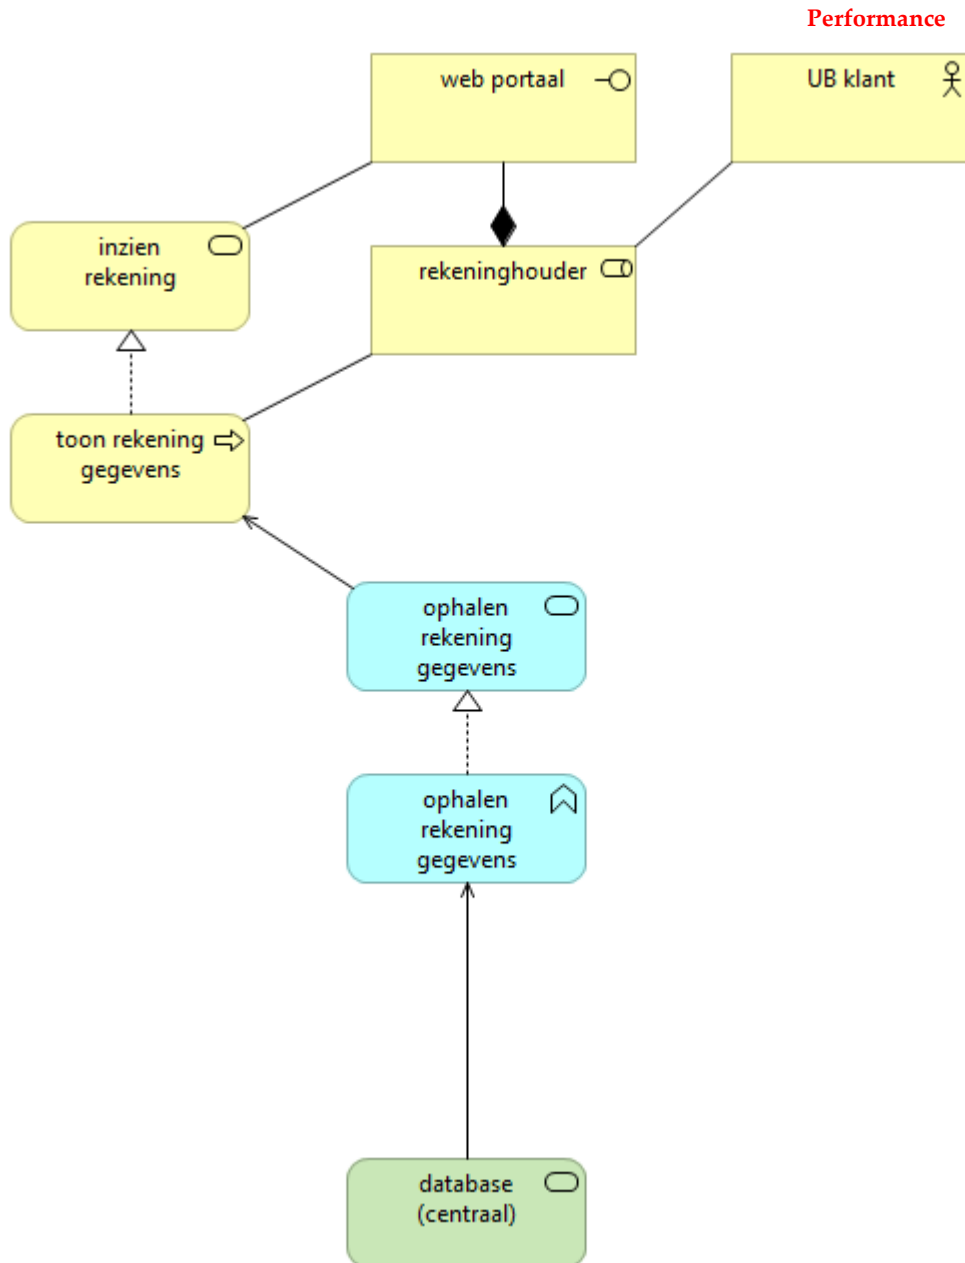 Performance
web portaal
UB klant
inzien
rekening
rekeninghouder
toon rekening
gegevens
ophalen
rekening
gegevens
ophalen
rekening
gegevens
database
(centraal)